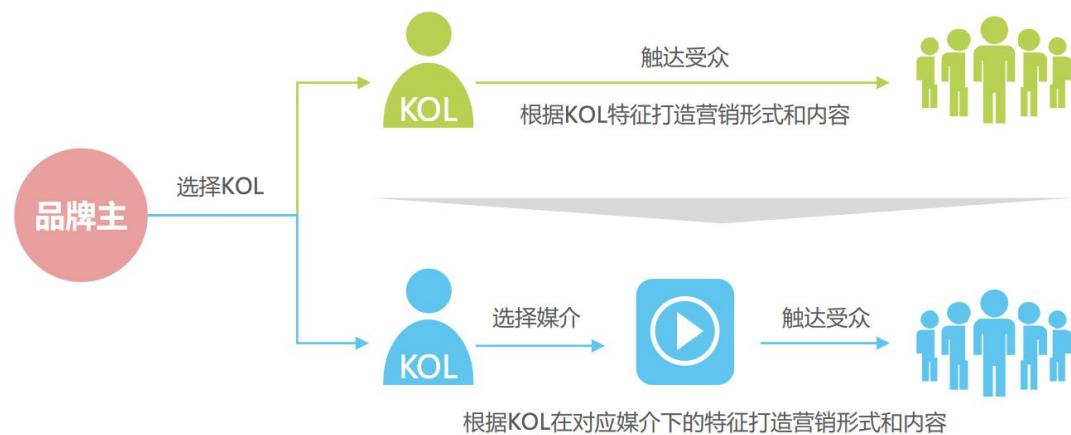 触达受众
KOL
根据KOL特征打造营销形式和内容
选择KOL
品牌主
选择媒介
触达受众
KOL
根据KOL在对应媒介下的特征打造营销形式和内容